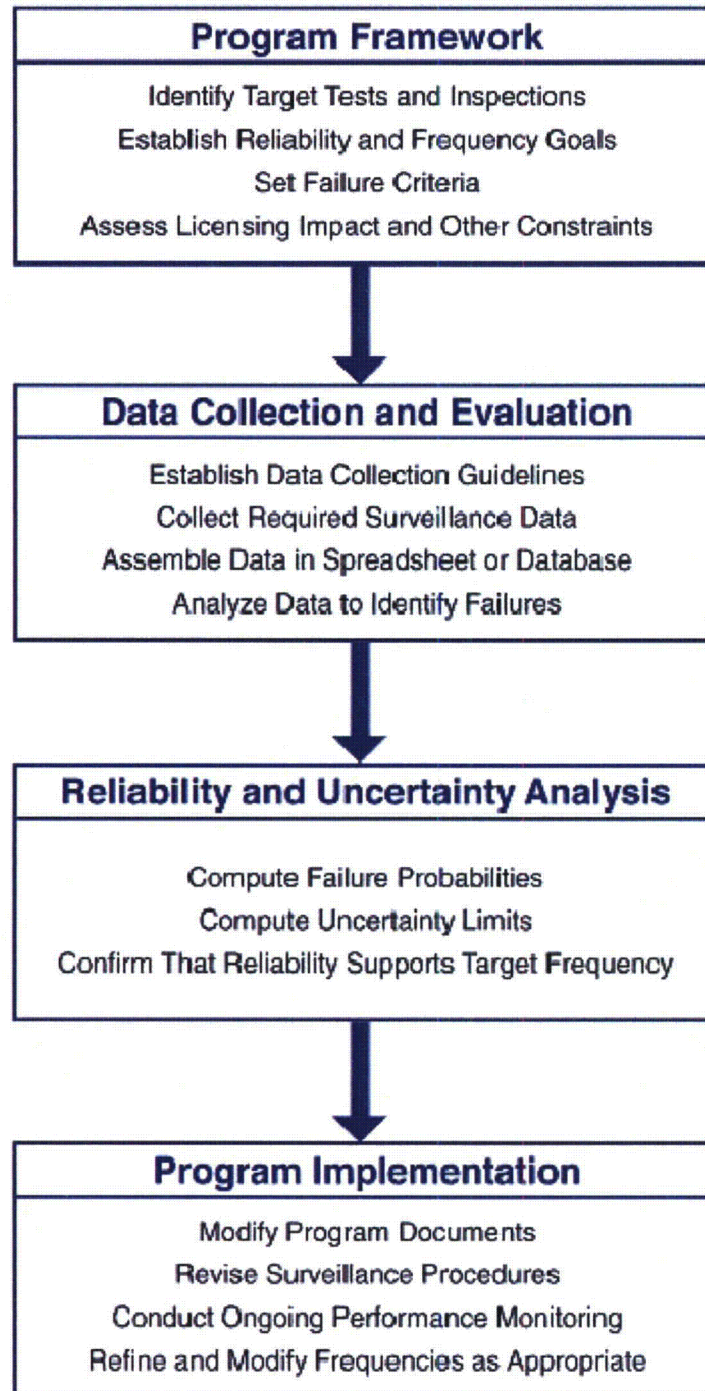 Program Framework
Identify Target Tests and Inspections
Establish Reliability and Frequency Goals
Set Failure Criteria
Assess Licensing Impact and Other Constraints
Data Collection and Evaluation
Establish Data Collection Guidelines
Collect Required Surveillance Data
Assemble Data in Spreadsheet or Database
Analyze Data to Identify Failures
Reliability and Uncertainty Analysis
Compute Failure Probabilities
Compute Uncertainty Limits
Confirm That Reliability Supports Target Frequency
Program Implementation
Modify Program Documents
Revise Surveillance Procedures
Conduct Ongoing Performance Monitoring
Refine and Modify Frequencies as Appropriate